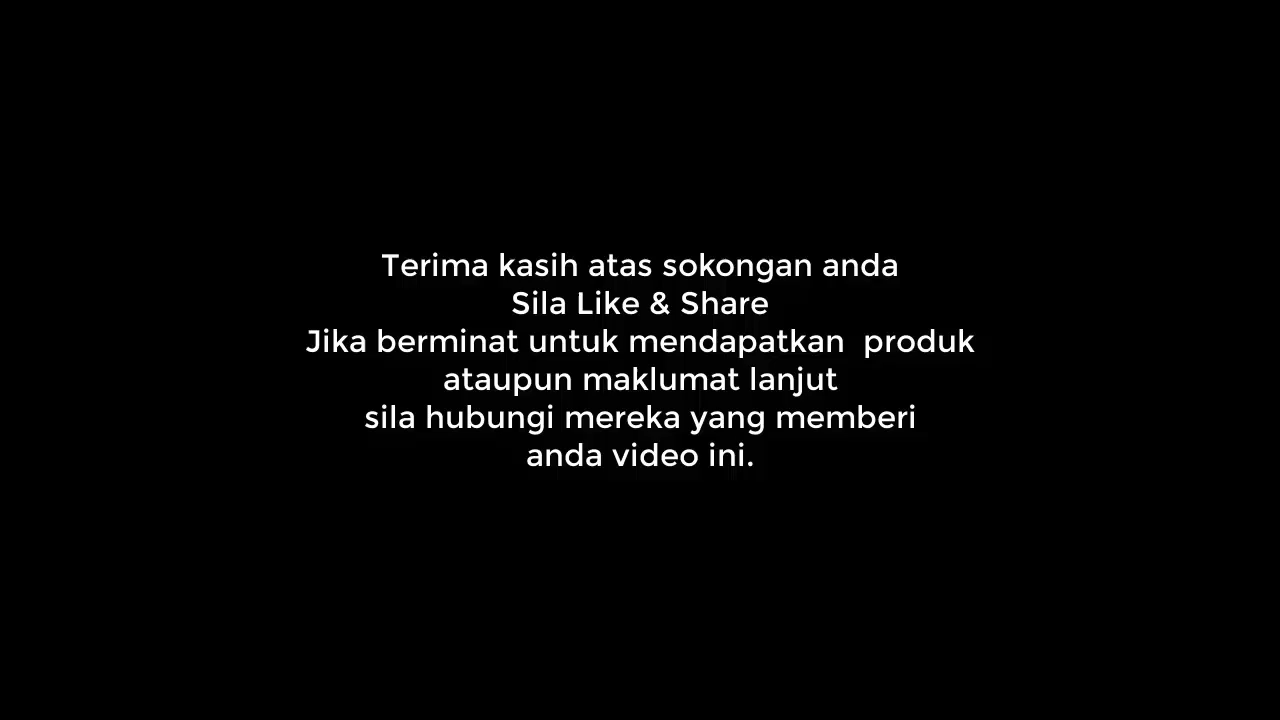 Terima kasih atas sokongan anda
Sila Like & Share
Jika berminat untuk mendapatkan  produk
ataupun maklumat lanjut
sila hubungi mereka yang memberi
anda video ini.